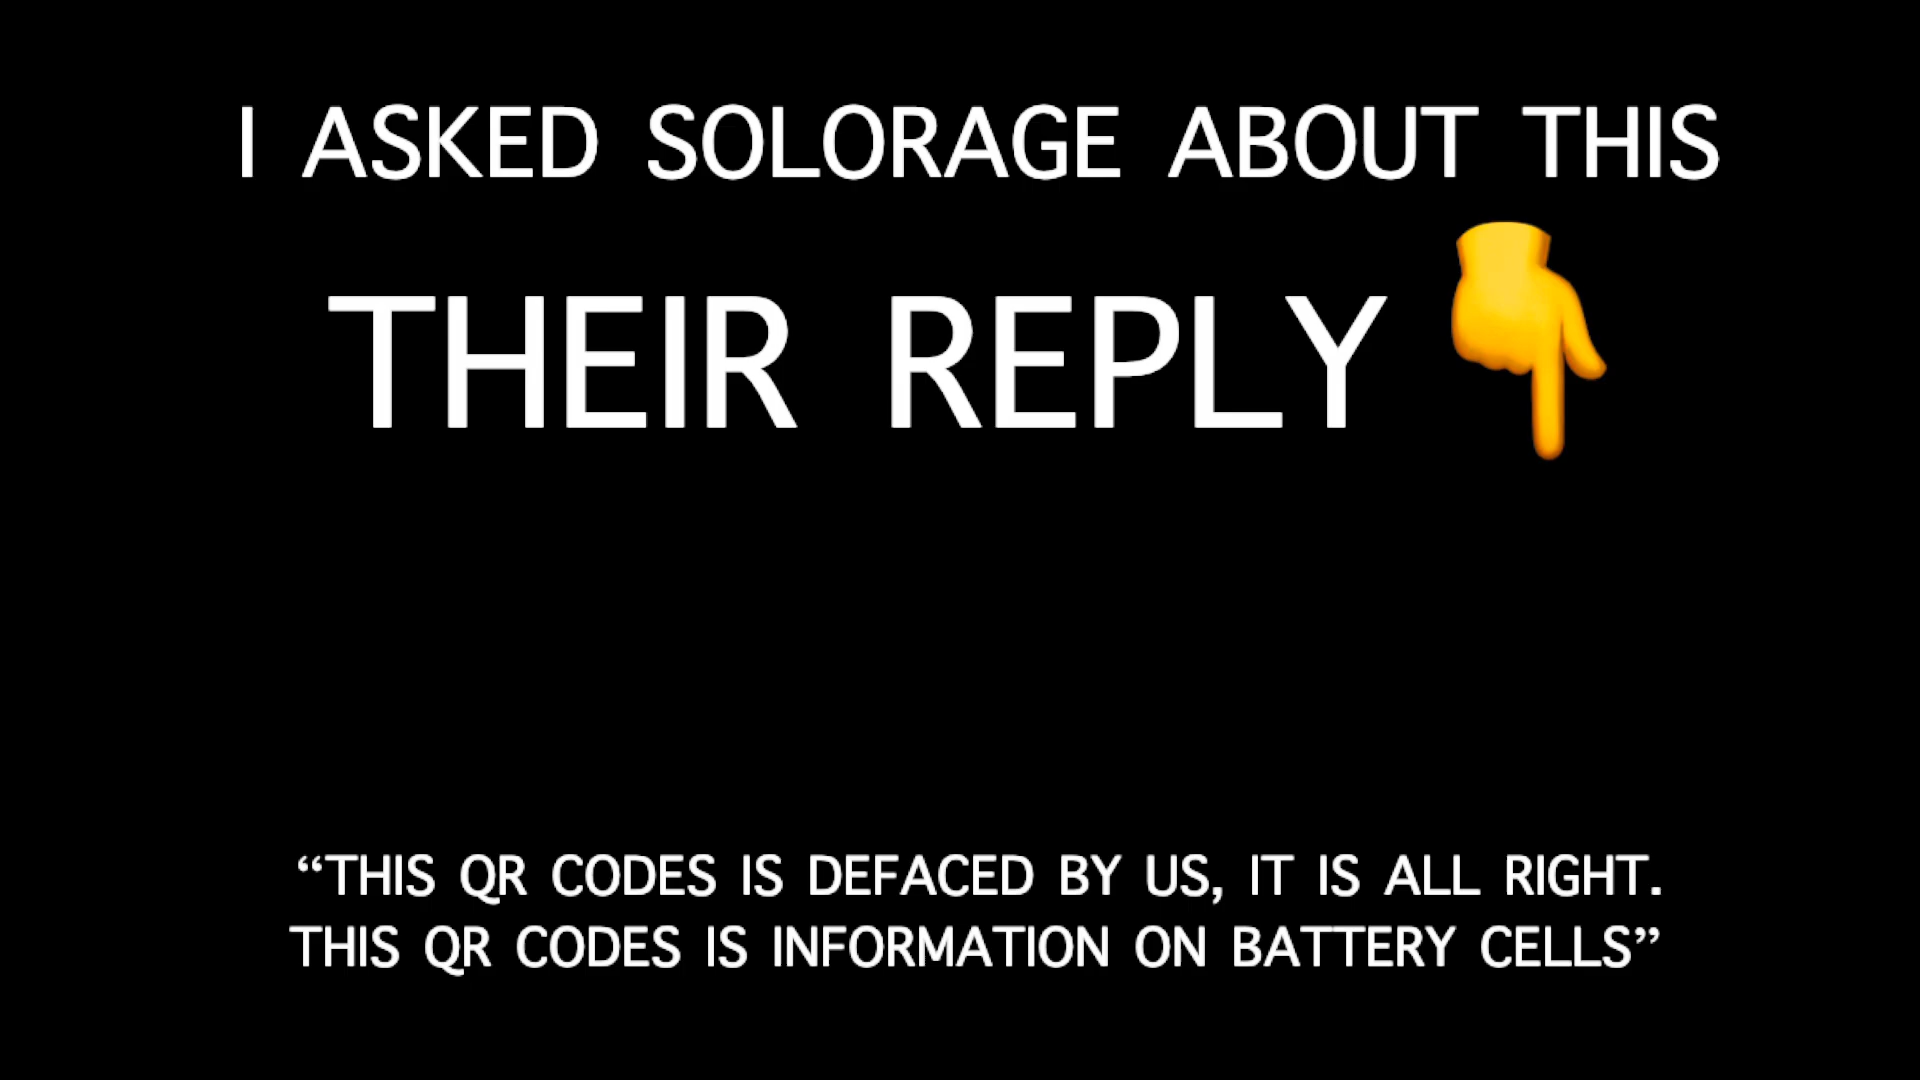 I ASKED SOLORAGE ABOUT THIS
THEIR REPLY
“THIS QR CODES IS DEFACED BY US, IT IS ALL RIGHT.
THIS QR CODES IS INFORMATION ON BATTERY CELLS”